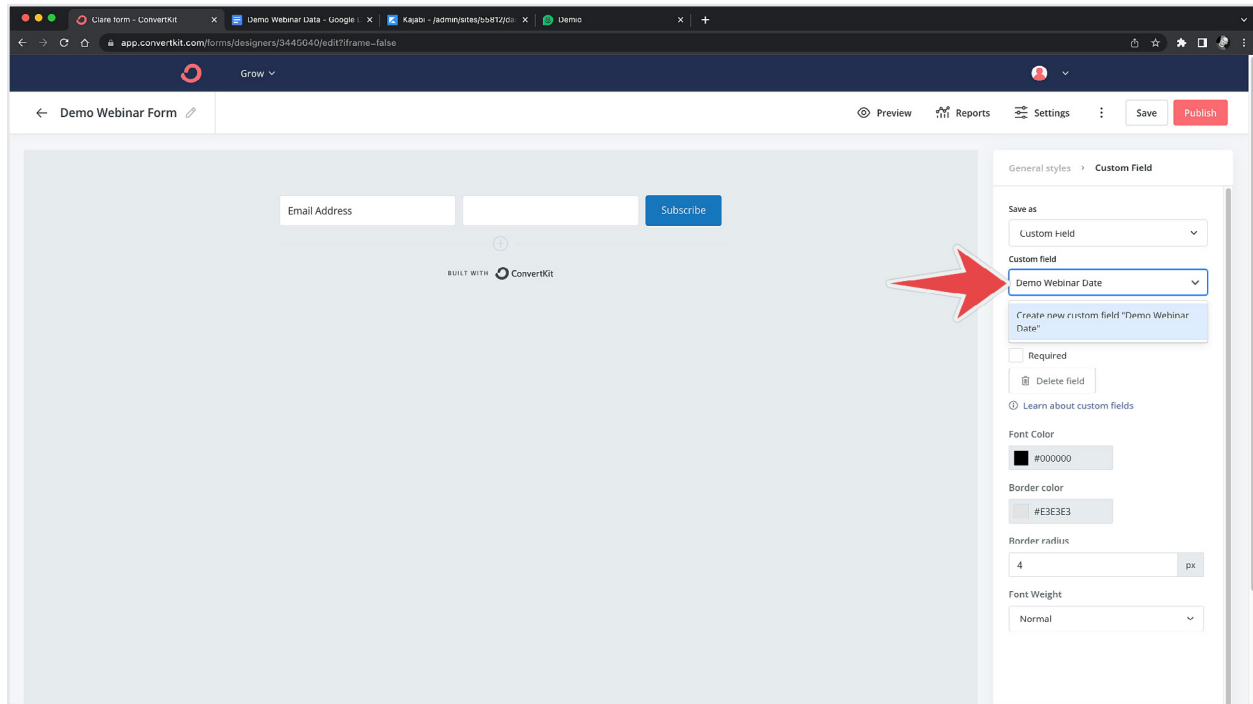 Clare form - ConvertKit
Demo Webinar Data - Google D
Kajabi - /admin/sites/55812/da
Demio
app.convertkit.com/forms/designers/3445040/edit?iframe=false
Grow
Demo Webinar Form
Preview
Reports
Settings
Save
Publish
General styles > Custom Field
Email Address
Subscribe
BUILT WITH ConvertKit
Save as
Custom Field
Custom field
Demo Webinar Date
Create new custom field "Demo Webinar
Date"
Required
Delete field
Learn about custom fields
Font Color
#000000
Border color
#E3E3E3
Border radius
4
px
Font Weight
Normal